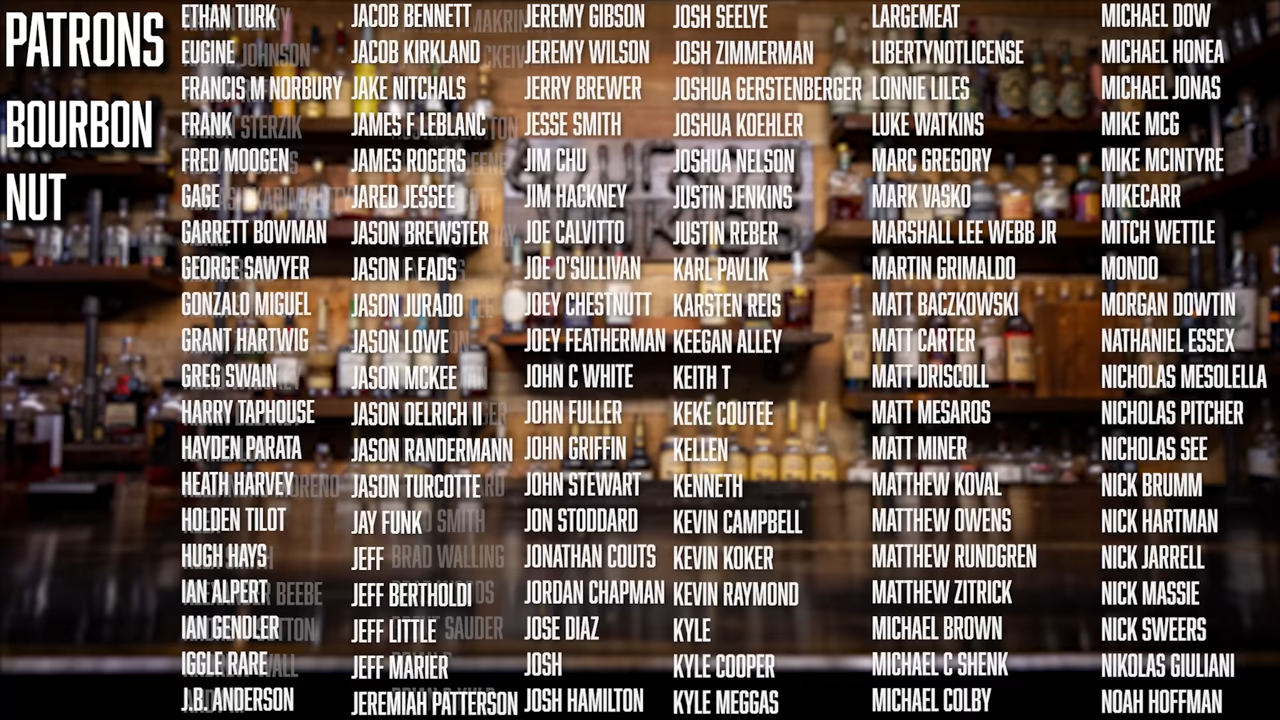 PATRONS
BOURBON
NUT
ETHAN TURK
EUGINE
FRANCIS M NORBURY
FRANK
FRED MOOGEN
GAGE
GARRETT BOWMAN
GEORGE SAWYER
GONZALO MIGUEL
GRANT HARTWIG
GREG SWAIN
HARRY TAPHOUSE
HAYDEN PARATA
HEATH HARVEY
HOLDEN TILOT
HUGH HAYS
IAN ALPERT
IAN GENDLER
IGGLE RARE
J.B. ANDERSON
JACOB BENNETT
JACOB KIRKLAND
JAKE NITCHALS
JAMES F LEBLANC
JAMES ROGERS
JARED JESSEE
JASON BREWSTER
JASON F EADS
JASON JURADO
JASON LOWE
JASON MCKEE
JASON OELRICH II
JASON RANDERMANN
JASON TURCOTTE
JAY FUNK
JEFF
JEFF BERTHOLDI
JEFF LITTLE
JEFF MARIER
JEREMIAH PATTERSON
JEREMY GIBSON
JEREMY WILSON
JERRY BREWER
JESSE SMITH
JIM CHU
JIM HACKNEY
JOE CALVITTO
JOE O'SULLIVAN
JOEY CHESTNUTT
JOEY FEATHERMAN
JOHN C WHITE
JOHN FULLER
JOHN GRIFFIN
JOHN STEWART
JON STODDARD
JONATHAN COUTS
JORDAN CHAPMAN
JOSE DIAZ
JOSH
JOSH HAMILTON
JOSH SEELYE
JOSH ZIMMERMAN
JOSHUA GERSTENBERGER
JOSHUA KOEHLER
JOSHUA NELSON
JUSTIN JENKINS
JUSTIN REBER
KARL PAVLIK
KARSTEN REIS
KEEGAN ALLEY
KEITH T
KEKE COUTEE
KELLEN
KENNETH
KEVIN CAMPBELL
KEVIN KOKER
KEVIN RAYMOND
KYLE
KYLE COOPER
KYLE MEGGAS
LARGEMEAT
LIBERTYNOTLICENSE
LONNIE LILES
LUKE WATKINS
MARC GREGORY
MARK VASKO
MARSHALL LEE WEBB JR
MARTIN GRIMALDO
MATT BACZKOWSKI
MATT CARTER
MATT DRISCOLL
MATT MESAROS
MATT MINER
MATTHEW KOVAL
MATTHEW OWENS
MATTHEW RUNDGREN
MATTHEW ZITRICK
MICHAEL BROWN
MICHAEL C SHENK
MICHAEL COLBY
MICHAEL DOW
MICHAEL HONEA
MICHAEL JONAS
MIKE MCG
MIKE MCINTYRE
MIKECARR
MITCH WETTLE
MONDO
MORGAN DOWTIN
NATHANIEL ESSEX
NICHOLAS MESOLELLA
NICHOLAS PITCHER
NICHOLAS SEE
NICK BRUMM
NICK HARTMAN
NICK JARRELL
NICK MASSIE
NICK SWEERS
NIKOLAS GIULIANI
NOAH HOFFMAN